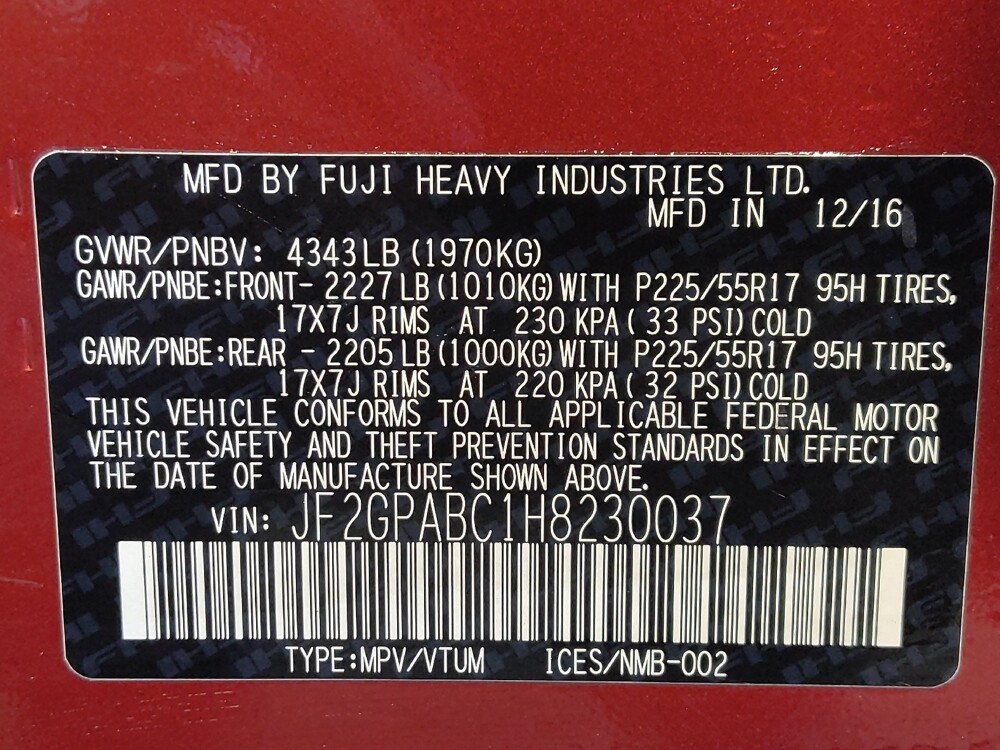 MFD BY FUJI HEAVY INDUSTRIES LTD.
MFD IN 12/16
GVWR/PNBV: 4343LB (1970KG)
GAWR/PNBE:FRONT- 2227 LB (1010KG) WITH P225/55R17 95H TIRES,
17X7J RIMS AT 230 KPA ( 33 PSI) COLD
GAWR/PNBE:REAR - 2205 LB (1000KG) WITH P225/55R17 95H TIRES,
17X7J RIMS AT 220 KPA ( 32 PSI) COLD
THIS VEHICLE CONFORMS TO ALL APPLICABLE FEDERAL MOTOR
VEHICLE SAFETY AND THEFT PREVENTION STANDARDS IN EFFECT ON
THE DATE OF MANUFACTURE SHOWN ABOVE.
VIN: JF2GPABC1H8230037
TYPE:MPV/VTUM ICES/NMB-002